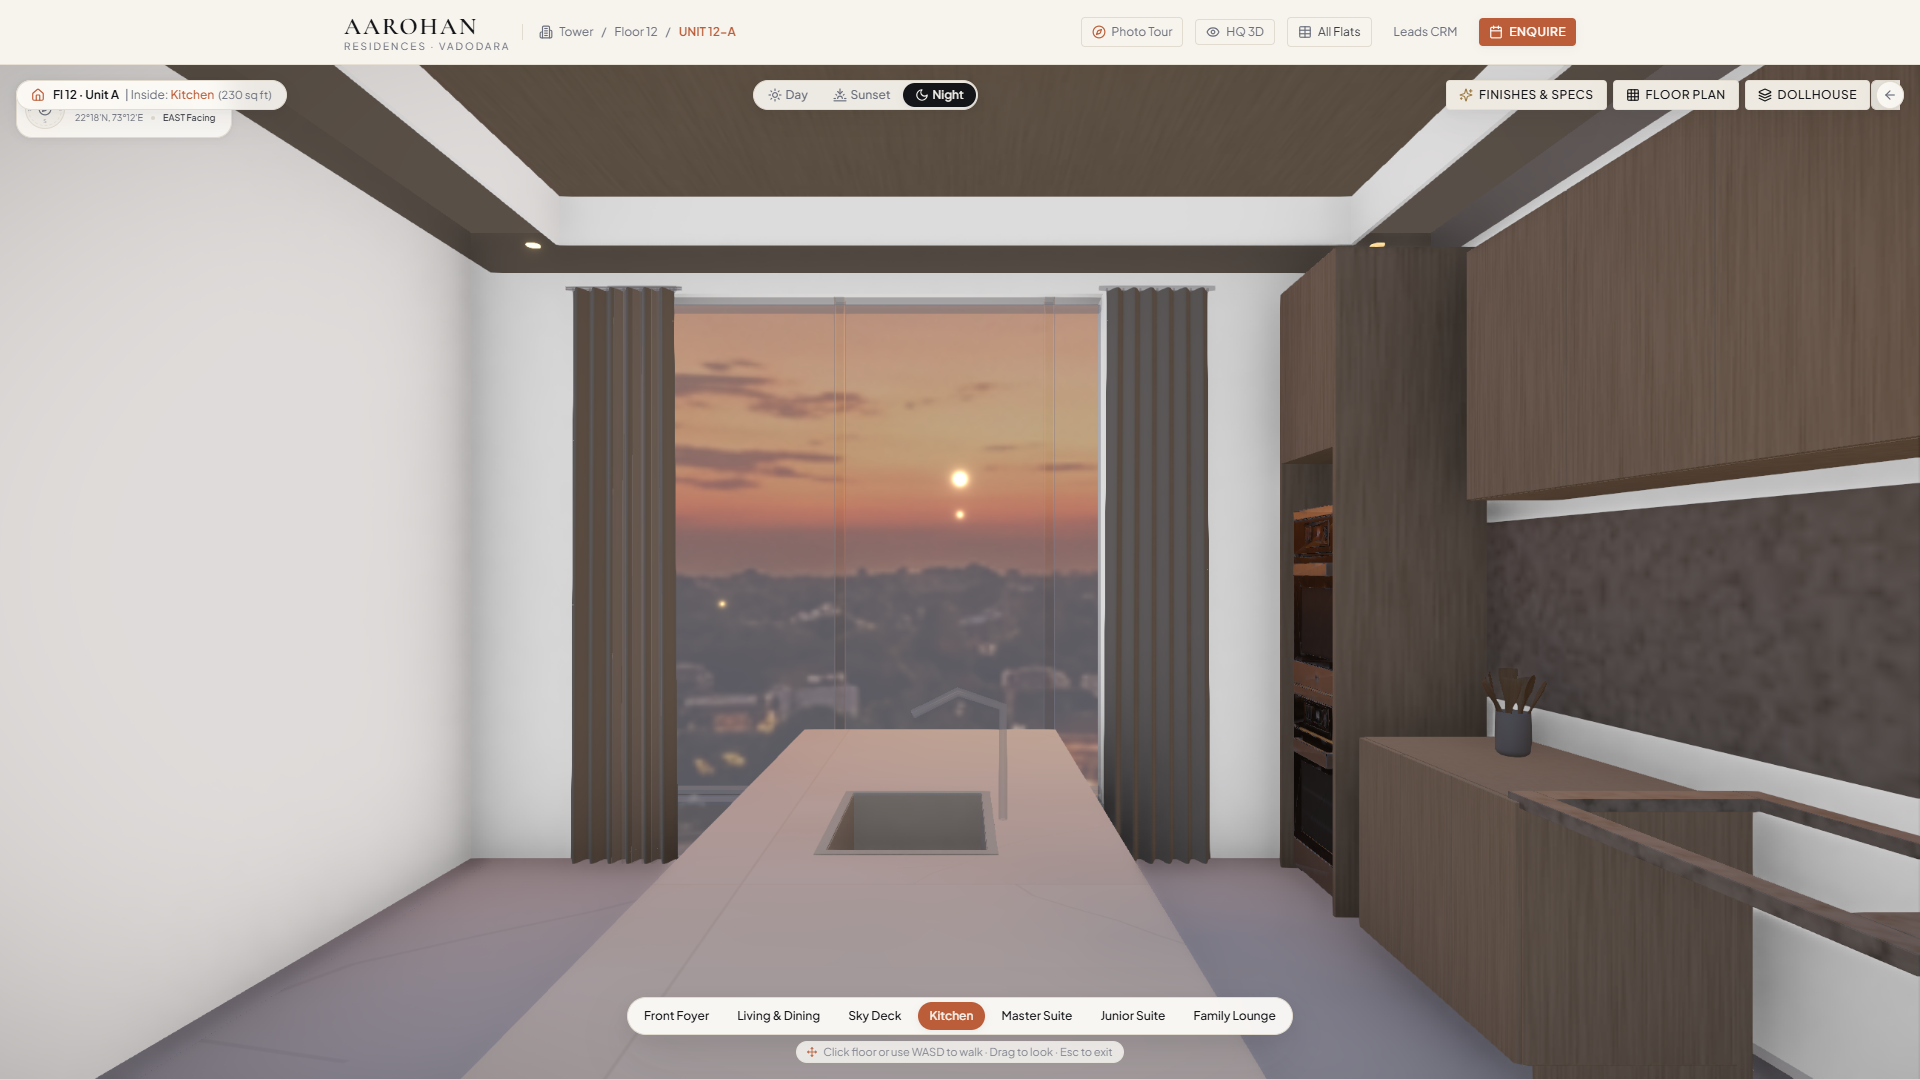 AAROHAN
RESIDENCES · VADODARA
Tower / Floor 12 / UNIT 12-A
Photo Tour
HQ 3D
All Flats
Leads CRM
ENQUIRE
Fl 12 · Unit A | Inside: Kitchen (230 sq ft)
22°18'N, 73°12'E EAST Facing
Day
Sunset
Night
FINISHES & SPECS
FLOOR PLAN
DOLLHOUSE
Front Foyer
Living & Dining
Sky Deck
Kitchen
Master Suite
Junior Suite
Family Lounge
Click floor or use WASD to walk · Drag to look · Esc to exit